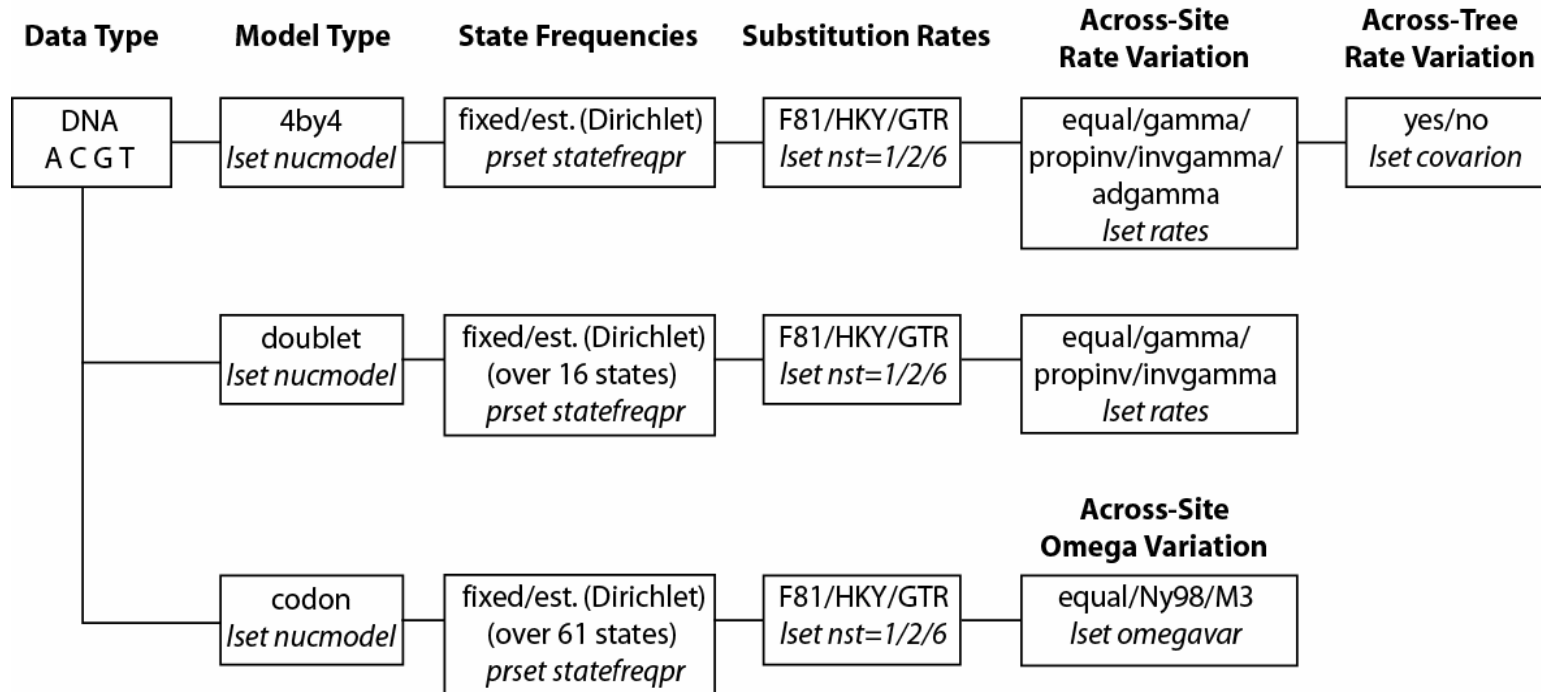 Data Type
Model Type
State Frequencies
Substitution Rates
Across-Site
Rate Variation
Across-Tree
Rate Variation
DNA
A C G T
4by4
lset nucmodel
fixed/est. (Dirichlet)
prset statefreqpr
F81/HKY/GTR
lset nst=1/2/6
equal/gamma/
propinv/invgamma/
adgamma
lset rates
yes/no
lset covarion
doublet
lset nucmodel
fixed/est. (Dirichlet)
(over 16 states)
prset statefreqpr
F81/HKY/GTR
lset nst=1/2/6
equal/gamma/
propinv/invgamma
lset rates
Across-Site
Omega Variation
codon
lset nucmodel
fixed/est. (Dirichlet)
(over 61 states)
prset statefreqpr
F81/HKY/GTR
lset nst=1/2/6
equal/Ny98/M3
lset omegavar